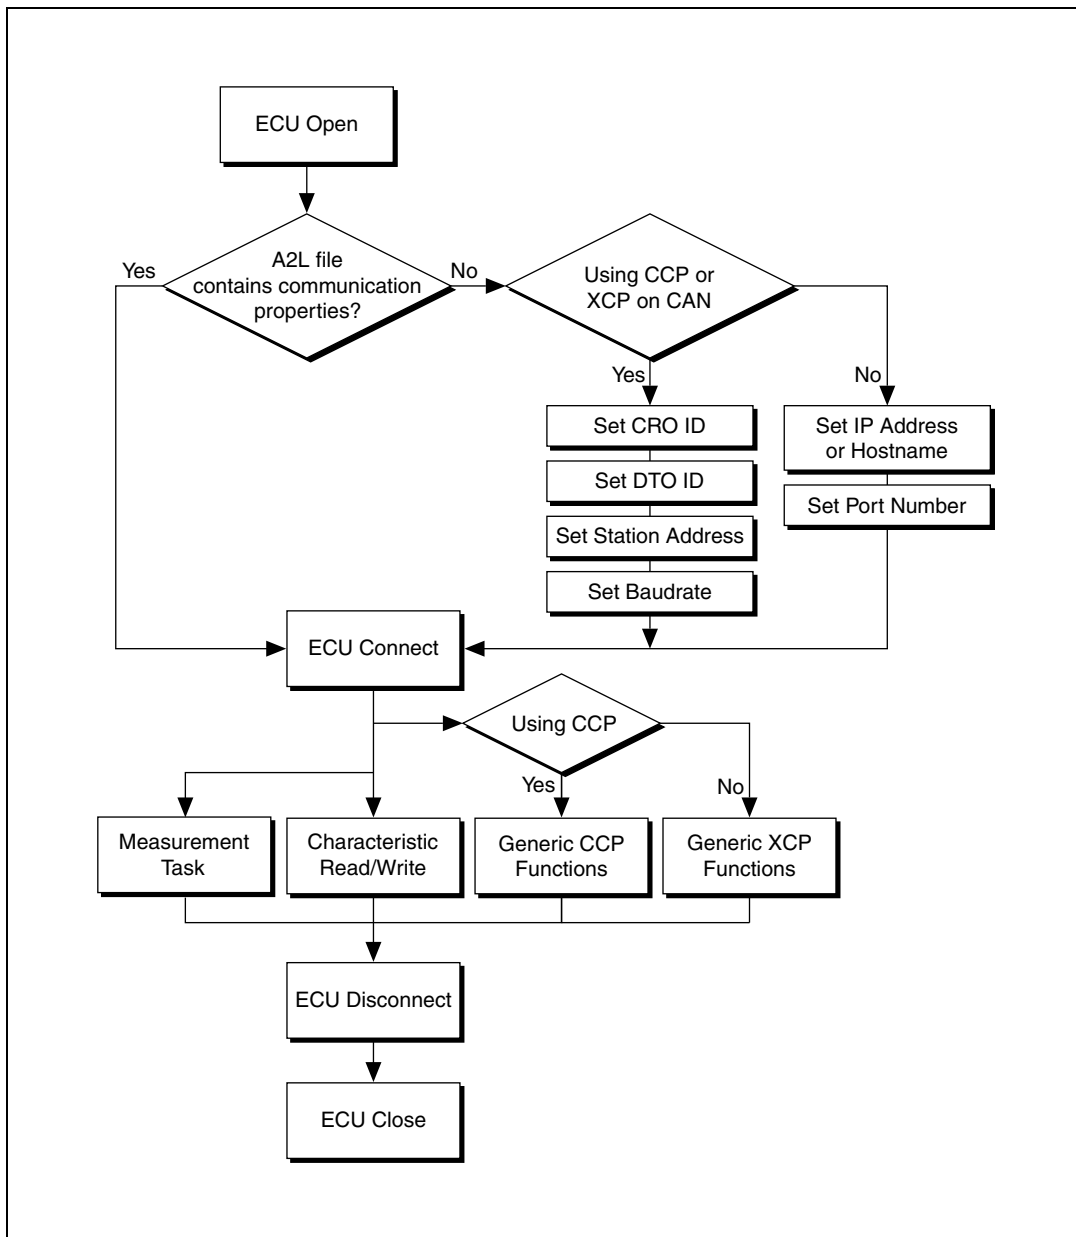 ECU Open
A2L file
contains communication
properties?
Yes
No
Using CCP or
XCP on CAN
Yes
No
Set CRO ID
Set DTO ID
Set Station Address
Set Baudrate
Set IP Address
or Hostname
Set Port Number
ECU Connect
Using CCP
Yes
No
Measurement
Task
Characteristic
Read/Write
Generic CCP
Functions
Generic XCP
Functions
ECU Disconnect
ECU Close